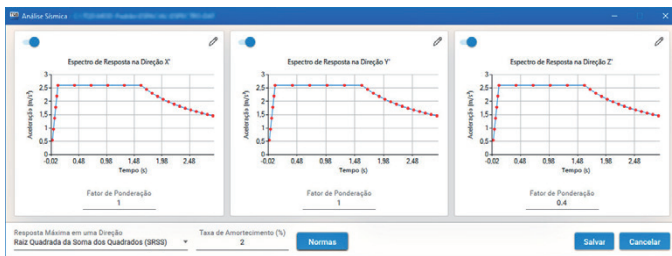 Análise Sísmica
Espectro de Resposta na Direção X'
Aceleração (m/s²)
3
2.5
2
1.5
1
0.5
0
-0.02 0.48 0.98 1.48 1.98 2.48
Tempo (s)
Fator de Ponderação
1
Espectro de Resposta na Direção Y'
Aceleração (m/s²)
3
2.5
2
1.5
1
0.5
0
-0.02 0.48 0.98 1.48 1.98 2.48
Tempo (s)
Fator de Ponderação
1
Espectro de Resposta na Direção Z'
Aceleração (m/s²)
3
2.5
2
1.5
1
0.5
0
-0.02 0.48 0.98 1.48 1.98 2.48
Tempo (s)
Fator de Ponderação
0.4
Resposta Máxima em uma Direção
Raiz Quadrada da Soma dos Quadrados (SRSS)
Taxa de Amortecimento (%)
2
Normas
Salvar
Cancelar